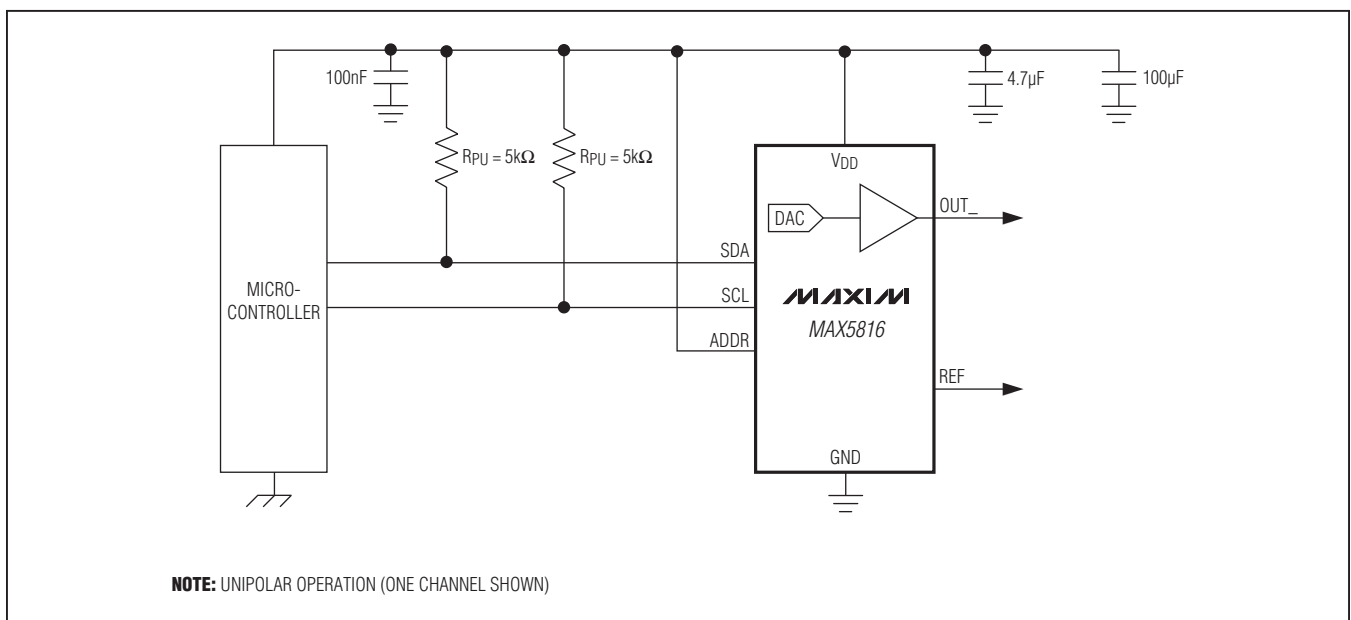 100nF
4.7µF
100µF
RPU = 5kΩ
RPU = 5kΩ
VDD
DAC
OUT_
SDA
SCL
ADDR
MICRO-
CONTROLLER
MAXIM
MAX5816
REF
GND
NOTE: UNIPOLAR OPERATION (ONE CHANNEL SHOWN)